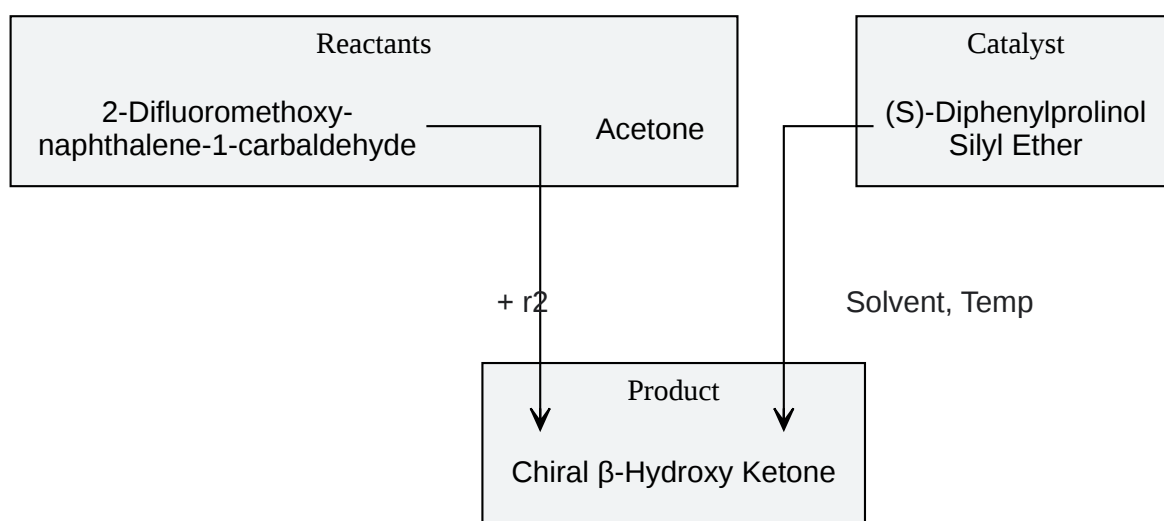 Reactants
2-Difluoromethoxy-
naphthalene-1-carbaldehyde
Acetone
Catalyst
(S)-Diphenylprolinol
Silyl Ether
+ r2
Solvent, Temp
Product
Chiral β-Hydroxy Ketone